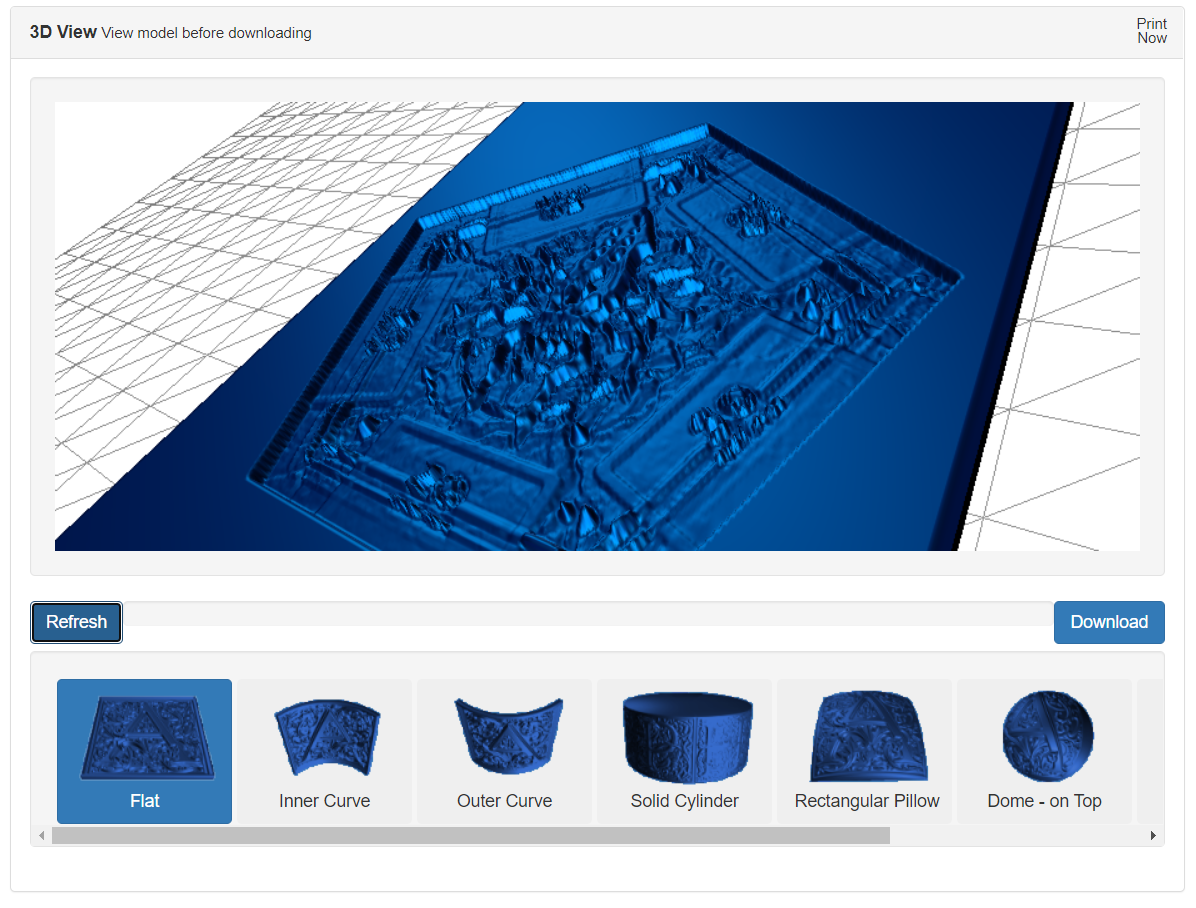 3D View View model before downloading
Print
Now
Refresh
Download
Flat
Inner Curve
Outer Curve
Solid Cylinder
Rectangular Pillow
Dome - on Top